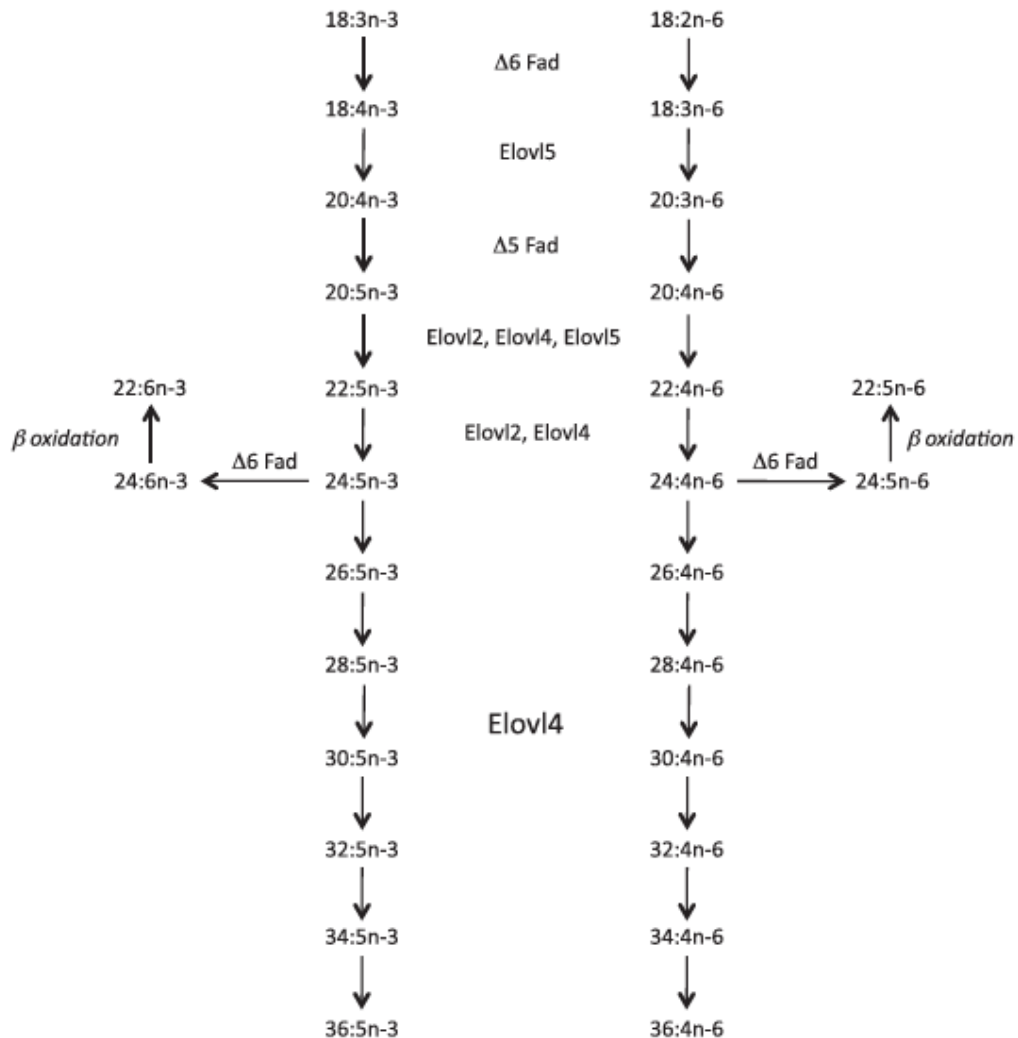 18:3n-3 18:2n-6
Δ6 Fad
18:4n-3 18:3n-6
Elovl5
20:4n-3 20:3n-6
Δ5 Fad
20:5n-3 20:4n-6
Elovl2, Elovl4, Elovl5
22:6n-3 22:5n-3 22:4n-6 22:5n-6
β oxidation Elovl2, Elovl4 β oxidation
Δ6 Fad Δ6 Fad
24:6n-3 24:5n-3 24:4n-6 24:5n-6
26:5n-3 26:4n-6
28:5n-3 28:4n-6
Elovl4
30:5n-3 30:4n-6
32:5n-3 32:4n-6
34:5n-3 34:4n-6
36:5n-3 36:4n-6